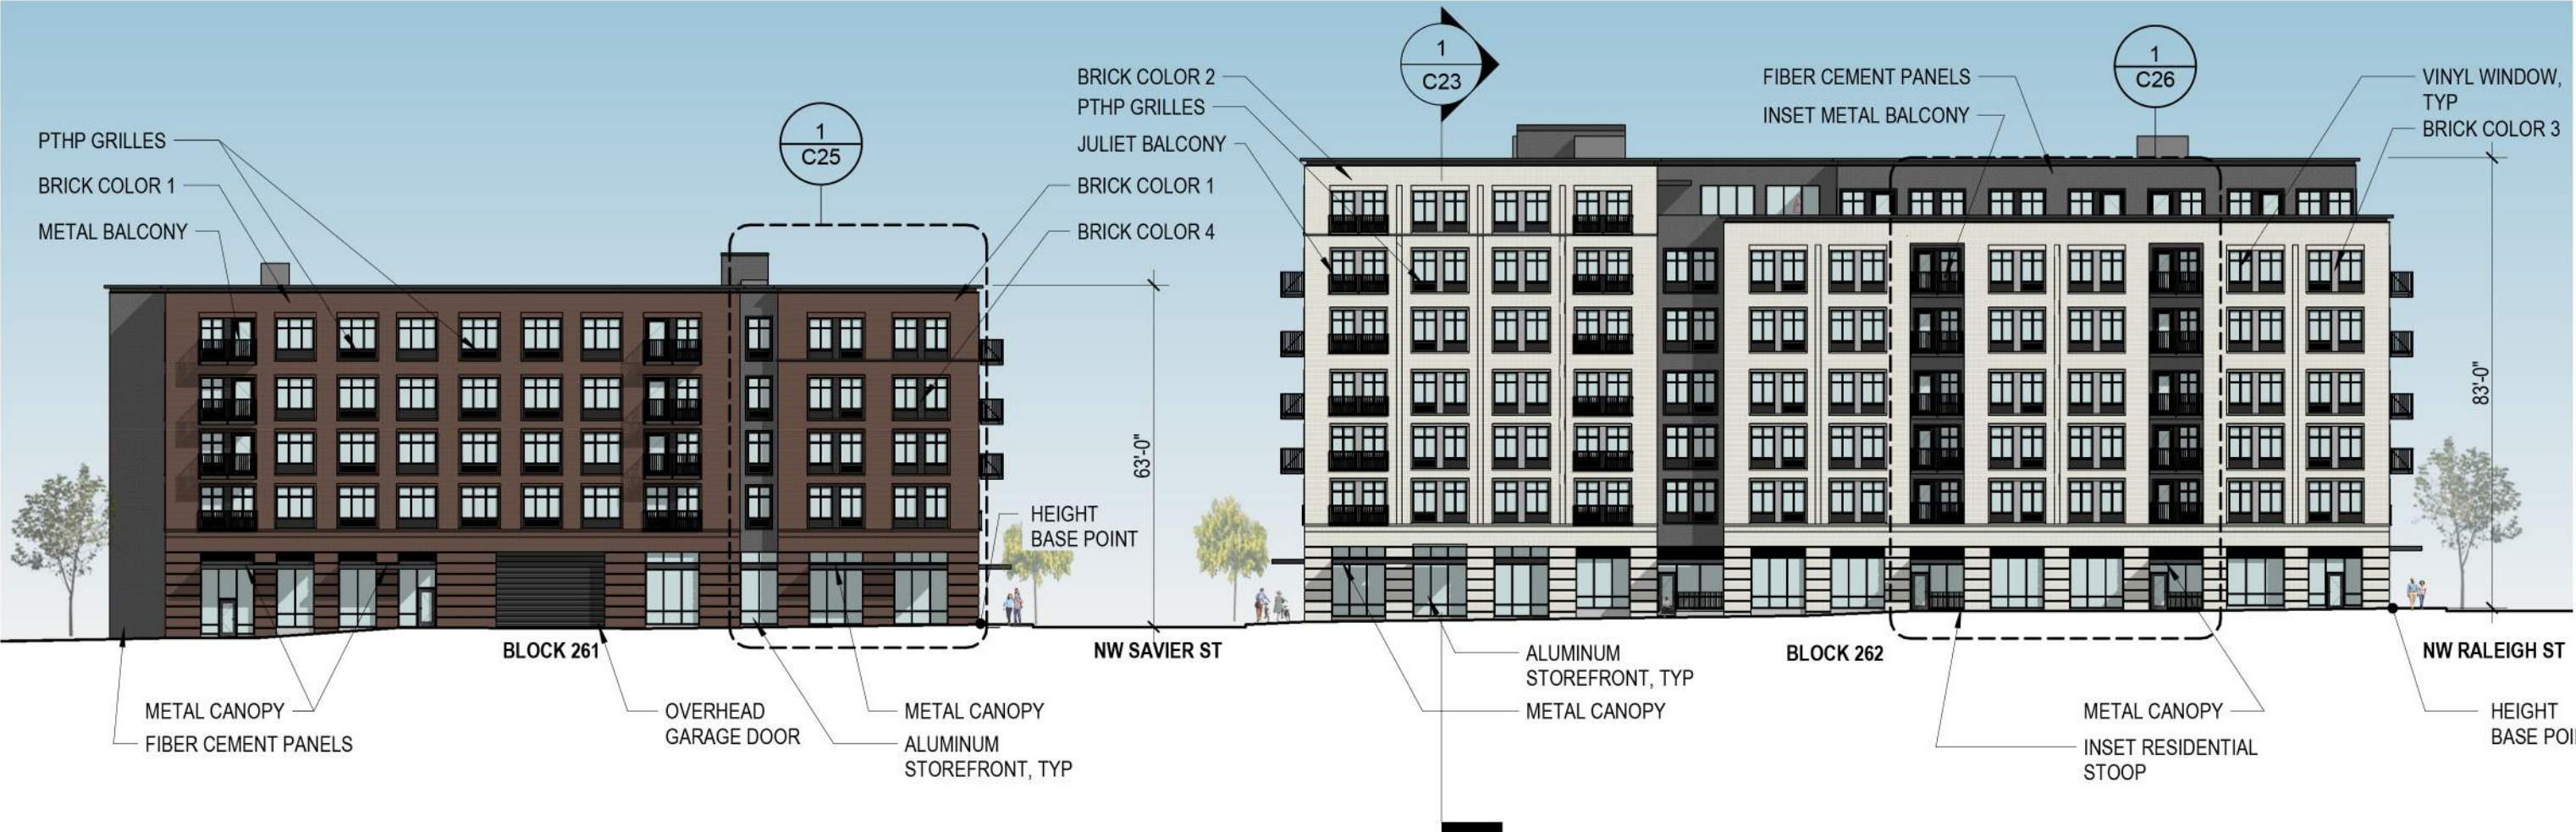 PTHP GRILLES
BRICK COLOR 1
METAL BALCONY
1
C25
BRICK COLOR 2
PTHP GRILLES
JULIET BALCONY
BRICK COLOR 1
BRICK COLOR 4
1
C23
FIBER CEMENT PANELS
INSET METAL BALCONY
1
C26
VINYL WINDOW,
TYP
BRICK COLOR 3
63'-0"
83'-0"
HEIGHT
BASE POINT
BLOCK 261
NW SAVIER ST
BLOCK 262
NW RALEIGH ST
METAL CANOPY
FIBER CEMENT PANELS
OVERHEAD
GARAGE DOOR
METAL CANOPY
ALUMINUM
STOREFRONT, TYP
ALUMINUM
STOREFRONT, TYP
METAL CANOPY
METAL CANOPY
INSET RESIDENTIAL
STOOP
HEIGHT
BASE